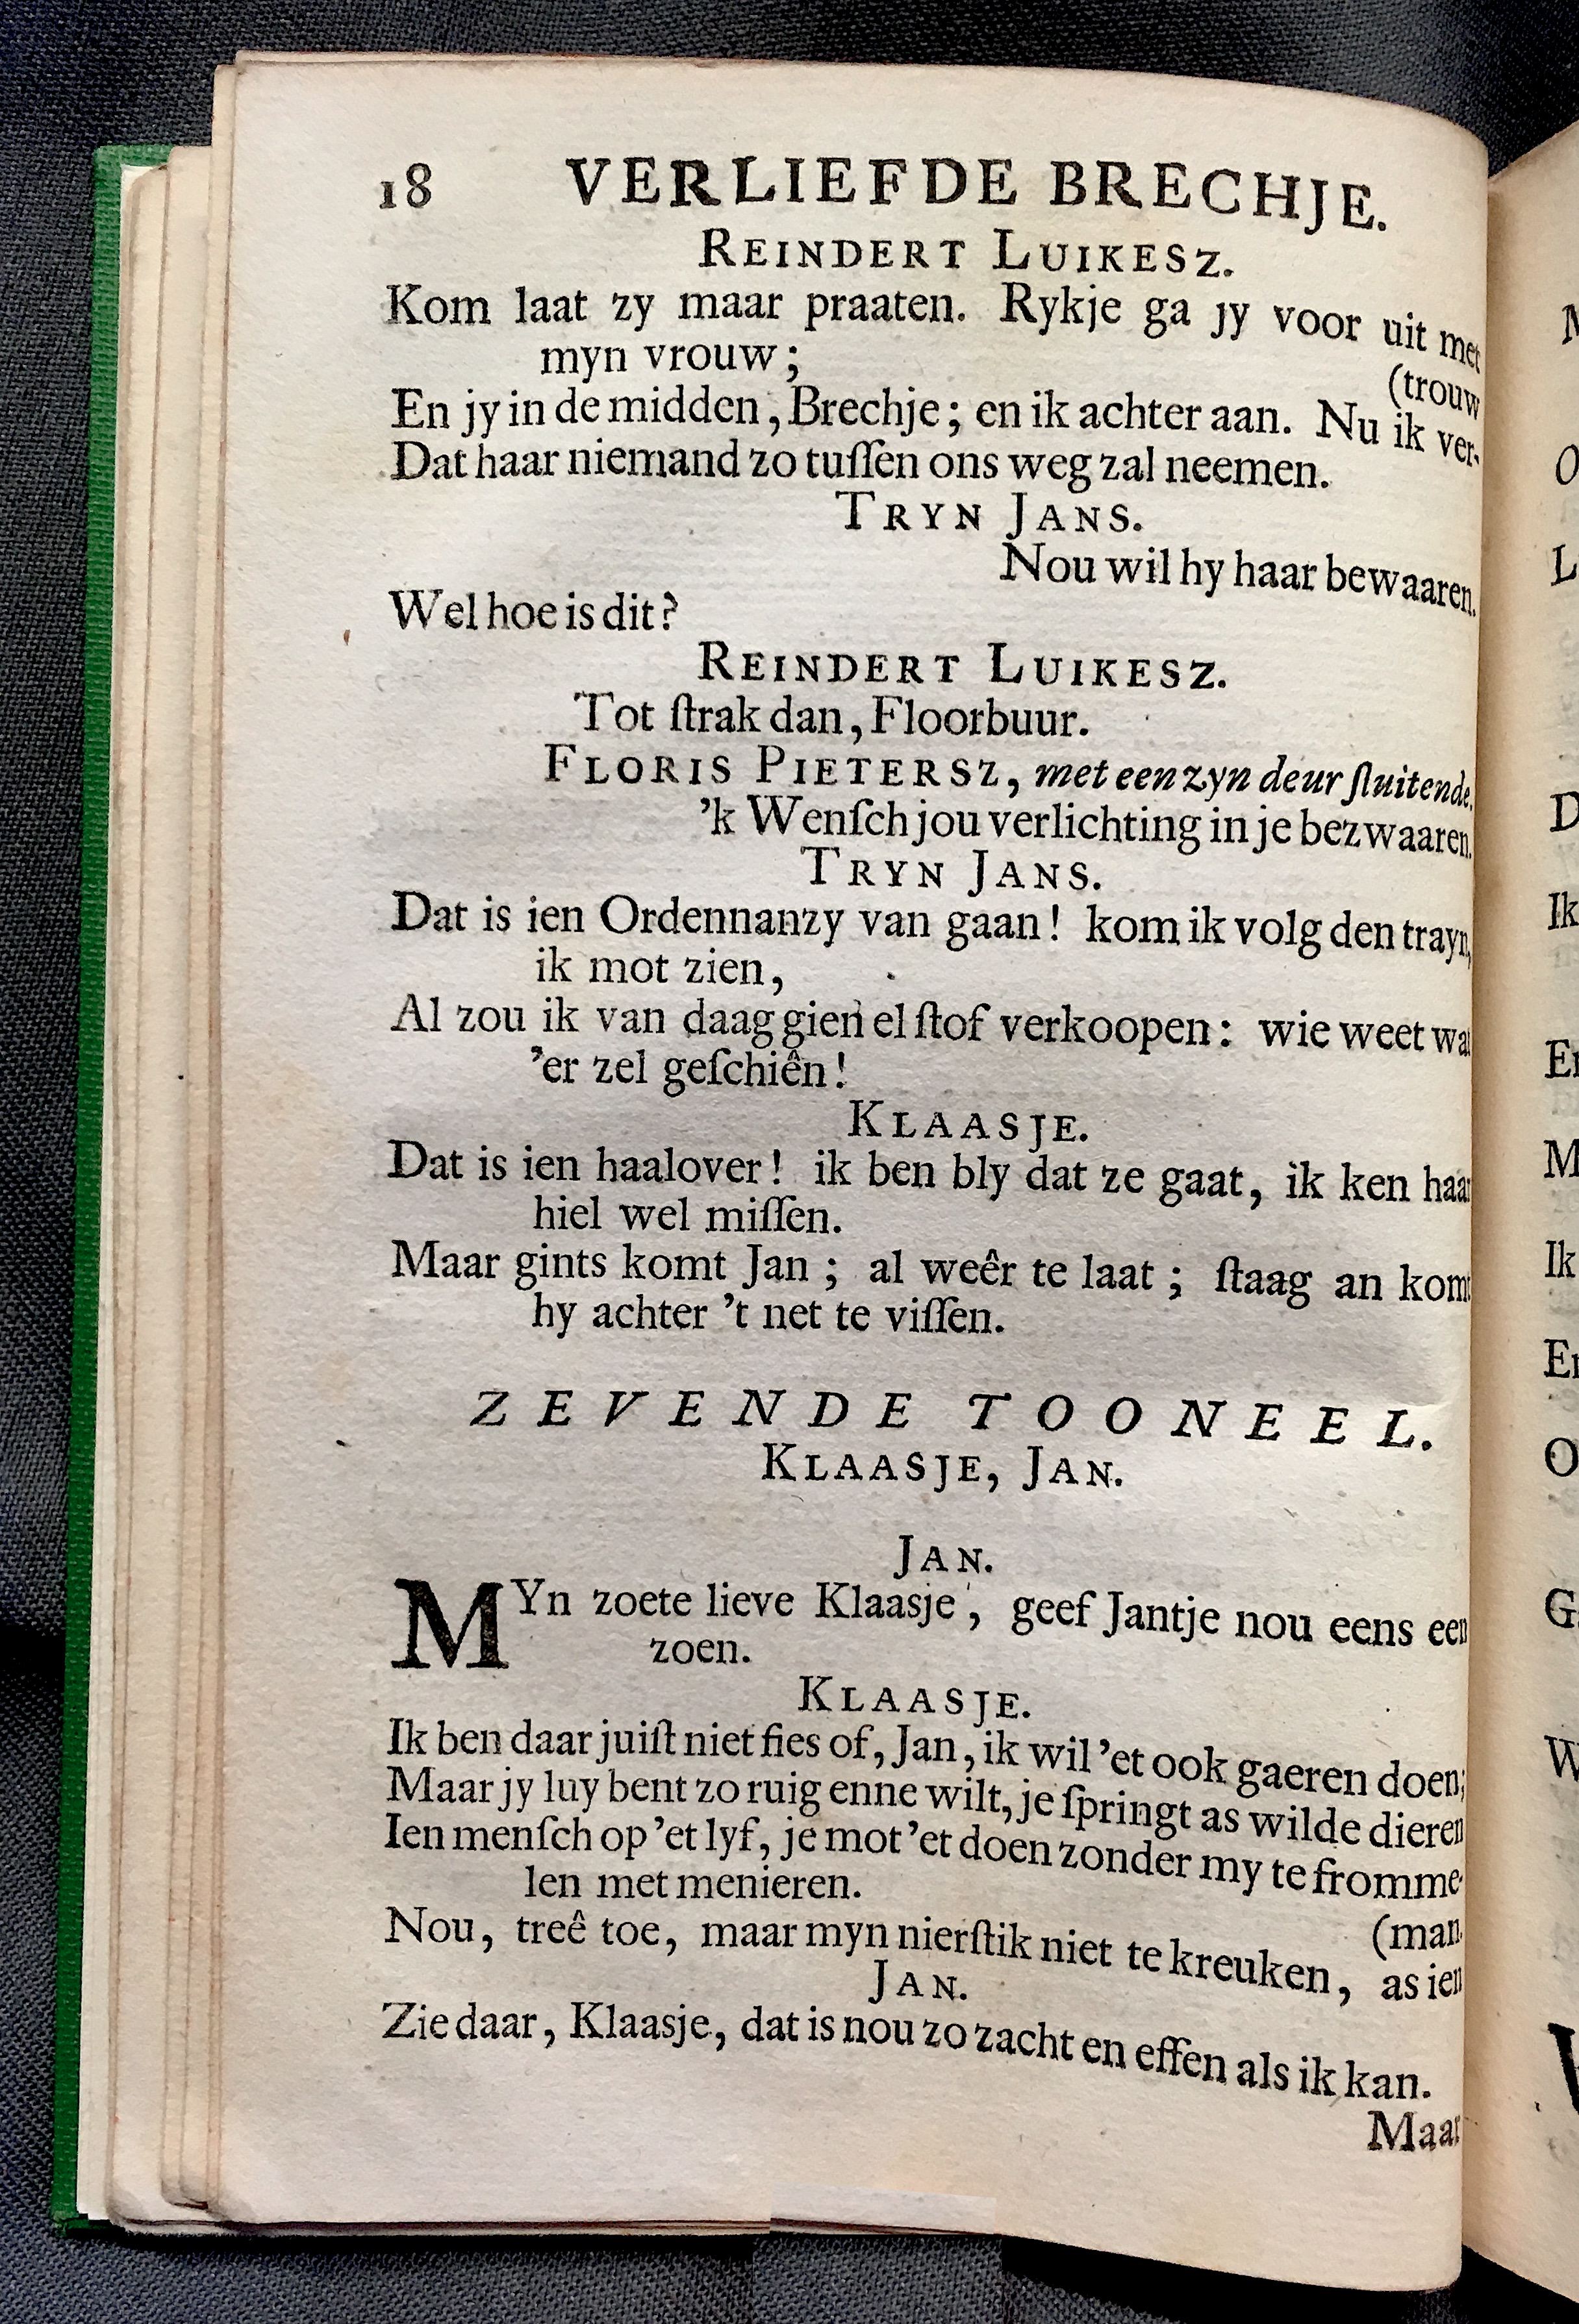 18 VERLIEFDE BRECHJE.
REINDERT LUIKESZ.
Kom laat zy maar praaten. Rykje ga jy voor uit met
myn vrouw;
(trouw
En jy in de midden, Brechje; en ik achter aan. Nu ik ver-
Dat haar niemand zo tuſſen ons weg zal neemen.
TRYN JANS.
Nou wil hy haar bewaaren.
Wel hoe is dit?
REINDERT LUIKESZ.
Tot ſtrak dan, Floorbuur.
FLORIS PIETERSZ, met een zyn deur ſluitende.
'k Wenſch jou verlichting in je bezwaaren.
TRYN JANS.
Dat is ien Ordennanzy van gaan! kom ik volg den trayn,
ik mot zien,
Al zou ik van daag gien el ſtof verkoopen: wie weet wat
'er zel geſchiên!
KLAASJE.
Dat is ien haalover! ik ben bly dat ze gaat, ik ken haar
hiel wel miſſen.
Maar gints komt Jan; al weêr te laat; ſtaag an komt
hy achter 't net te viſſen.
ZEVENDE TOONEEL.
KLAASJE, JAN.
JAN.
MYn zoete lieve Klaasje, geef Jantje nou eens een
zoen.
KLAASJE.
Ik ben daar juiſt niet fies of, Jan, ik wil 'et ook gaeren doen;
Maar jy luy bent zo ruig enne wilt, je ſpringt as wilde dieren
Ien menſch op 'et lyf, je mot 'et doen zonder my te fromme-
len met menieren.
(man.
Nou, treê toe, maar myn nierſtik niet te kreuken, as ien
JAN.
Zie daar, Klaasje, dat is nou zo zacht en effen als ik kan.
Maar